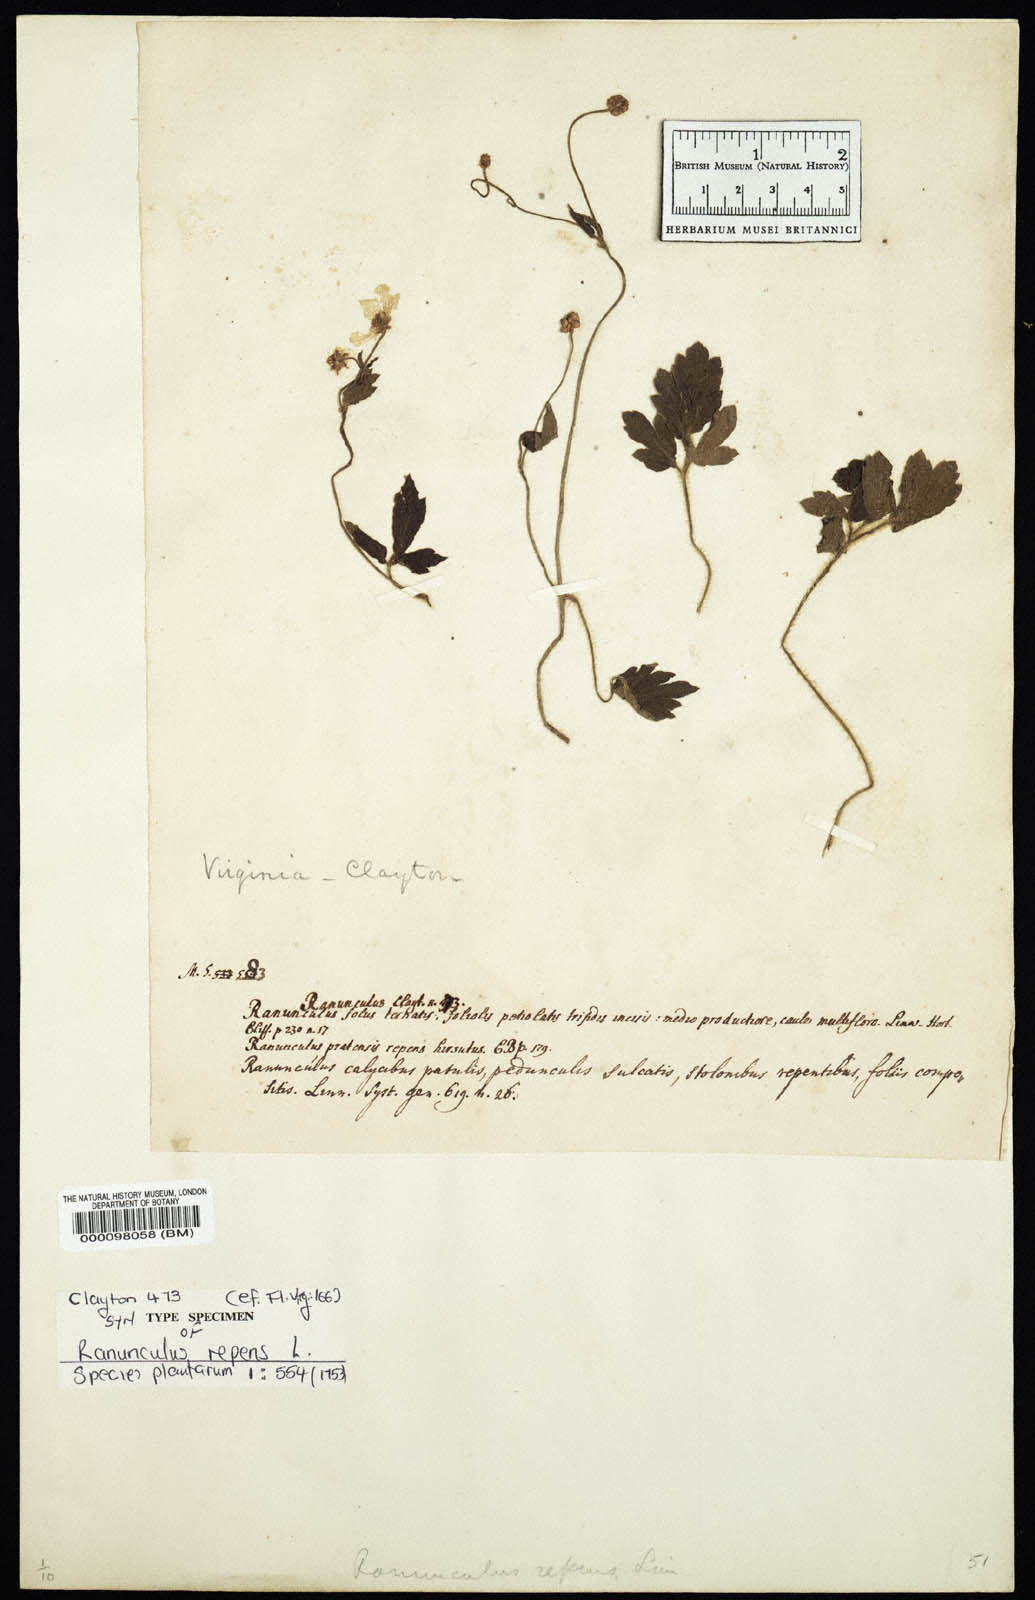 1 2
BRITISH MUSEUM (NATURAL HISTORY)
1 2 3 4 5
HERBARIUM MUSEI BRITANNICI
Virginia - Clayton
Ranunculus Clayt. n.
Ranunculus foliis ternatis: foliolis petiolatis trifidis incisis: medio productiore, caule multifloro. Linn. Hort.
Cliff. p 230 n. 17
Ranunculus pratensis repens hirsutus. CBp. 179.
Ranunculus calycibus patulis, pedunculis sulcatis, stolonibus repentibus, foliis compo,
sitis. Linn. Syst. gen. 619. n. 26.
THE NATURAL HISTORY MUSEUM, LONDON
DEPARTMENT OF BOTANY
000098058 (BM)
Clayton 473 (cf. Fl. Virg: 166)
SYN TYPE SPECIMEN
OF
Ranunculus repens L.
Species plantarum 1: 554 (1753)
1/10
Ranunculus repens Linn
51